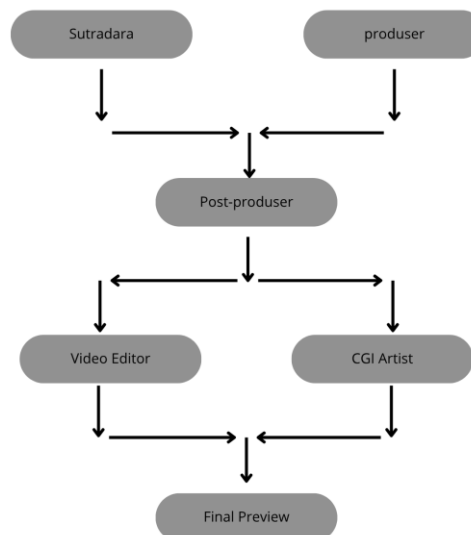 Sutradara
produser
Post-produser
Video Editor
CGI Artist
Final Preview